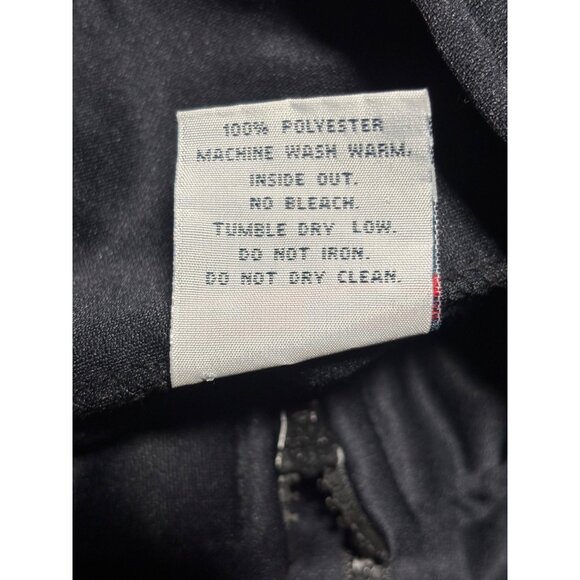 100% POLYESTER
MACHINE WASH WARM,
INSIDE OUT.
NO BLEACH.
TUMBLE DRY LOW.
DO NOT IRON.
DO NOT DRY CLEAN.